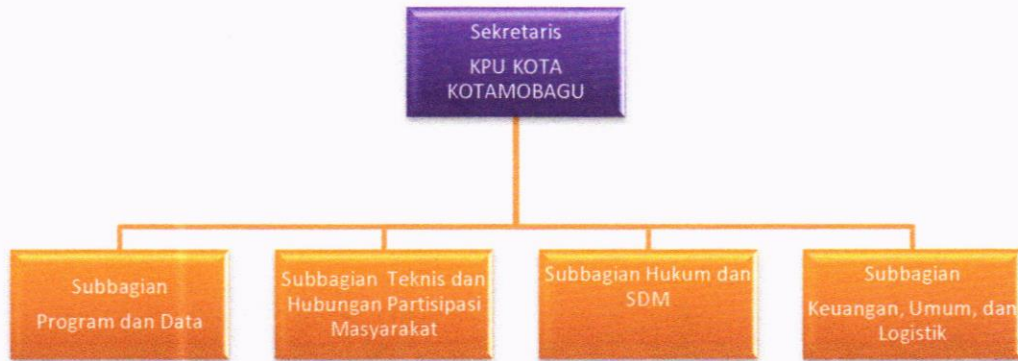 Sekretaris
KPU KOTA
KOTAMOBAGU
Subbagian
Program dan Data
Subbagian Teknis dan
Hubungan Partisipasi
Masyarakat
Subbagian Hukum dan
SDM
Subbagian
Keuangan, Umum, dan
Logistik